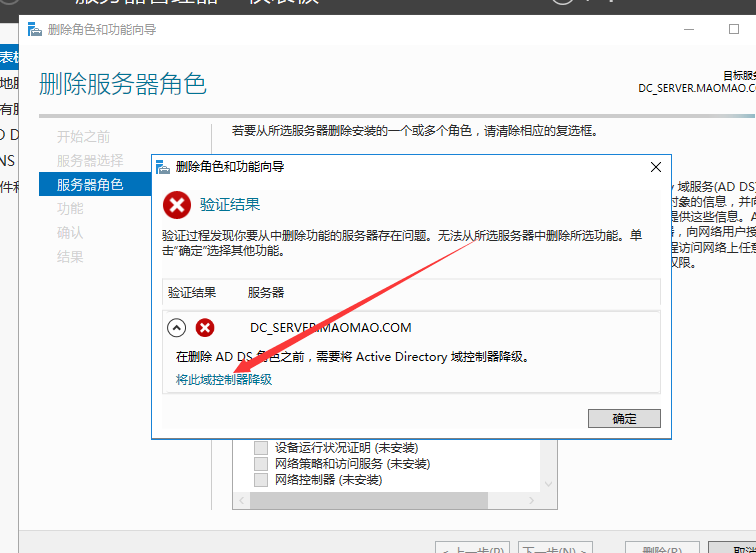 删除角色和功能向导
删除服务器角色
目标服务
DC_SERVER.MAOMAO.CO
开始之前
服务器选择
服务器角色
功能
确认
结果
若要从所选服务器删除安装的一个或多个角色，请清除相应的复选框。
删除角色和功能向导
验证结果
验证过程发现你要从中删除功能的服务器存在问题。无法从所选服务器中删除所选功能。单
击"确定"选择其他功能。
验证结果 服务器
DC_SERVER.MAOMAO.COM
在删除 AD DS 角色之前，需要将 Active Directory 域控制器降级。
将此域控制器降级
确定
域服务(AD DS)
对象的信息，并向
提供这些信息。A
，向网络用户授
程访问网络上任意
权限。
设备运行状况证明 (未安装)
网络策略和访问服务 (未安装)
网络控制器 (未安装)
< 上一步(P) 下一步(N) > 删除(R) 取消